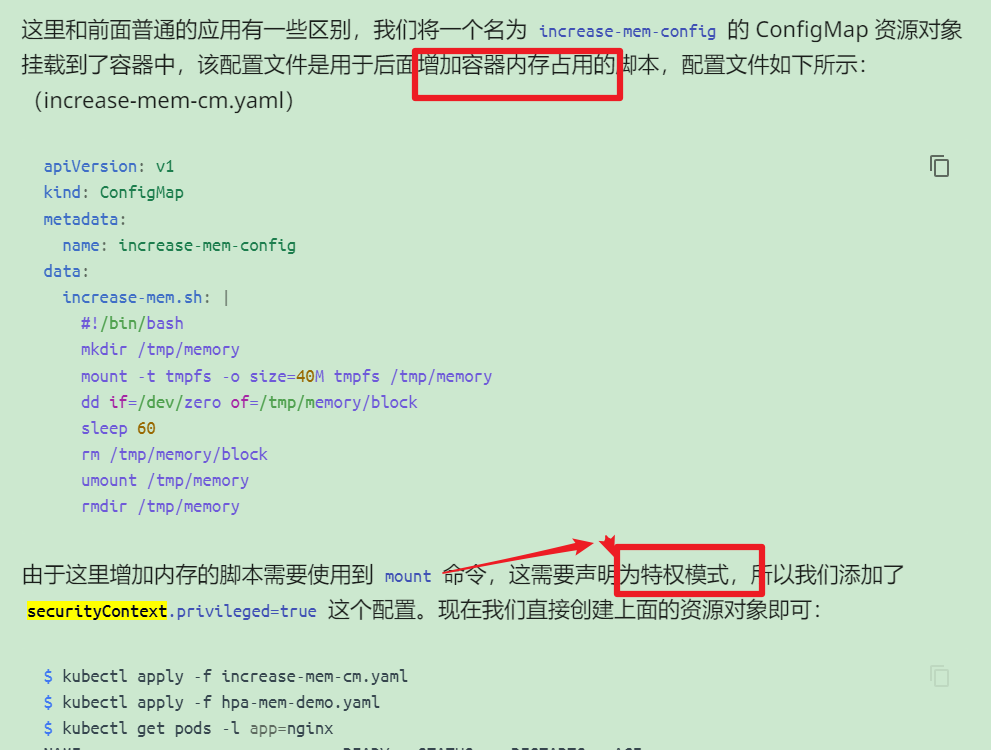 这里和前面普通的应用有一些区别，我们将一个名为 increase-mem-config 的 ConfigMap 资源对象
挂载到了容器中，该配置文件是用于后面增加容器内存占用的脚本，配置文件如下所示：
（increase-mem-cm.yaml）
apiVersion: v1
kind: ConfigMap
metadata:
  name: increase-mem-config
data:
  increase-mem.sh: |
    #!/bin/bash
    mkdir /tmp/memory
    mount -t tmpfs -o size=40M tmpfs /tmp/memory
    dd if=/dev/zero of=/tmp/memory/block
    sleep 60
    rm /tmp/memory/block
    umount /tmp/memory
    rmdir /tmp/memory
由于这里增加内存的脚本需要使用到 mount 命令，这需要声明为特权模式，所以我们添加了
securityContext.privileged=true 这个配置。现在我们直接创建上面的资源对象即可：
$ kubectl apply -f increase-mem-cm.yaml
$ kubectl apply -f hpa-mem-demo.yaml
$ kubectl get pods -l app=nginx